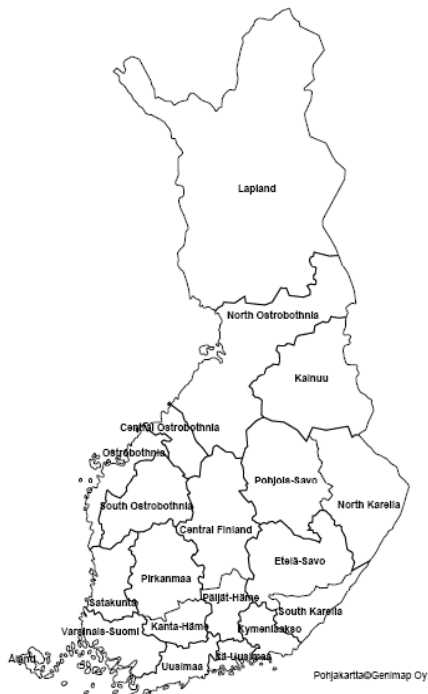 Lapland
North Ostrobothnia
Kainuu
Central Ostrobothnia
Ostrobothnia
Pohjois-Savo
South Ostrobothnia
North Karelia
Central Finland
Etelä-Savo
Pirkanmaa
Päijät-Häme
Satakunta
South Karelia
Kanta-Häme
Varsinais-Suomi
Kymenlaakso
Åland
Itä-Uusimaa
Uusimaa
Pohjakartta©Genimap Oy